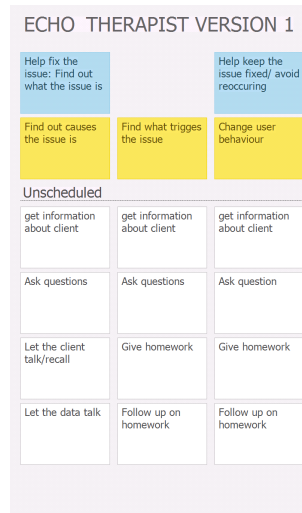 ECHO THERAPIST VERSION 1
Help fix the
issue: Find out
what the issue is
Help keep the
issue fixed/ avoid
reoccuring
Find out causes
the issue is
Find what trigges
the issue
Change user
behaviour
Unscheduled
get information
about client
get information
about client
get information
about client
Ask questions
Ask questions
Ask question
Let the client
talk/recall
Give homework
Give homework
Let the data talk
Follow up on
homework
Follow up on
homework